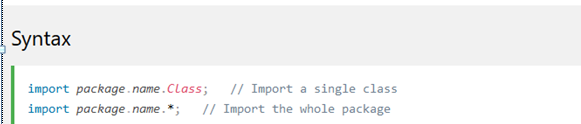 Syntax
import package.name.Class;   // Import a single class
import package.name.*;   // Import the whole package